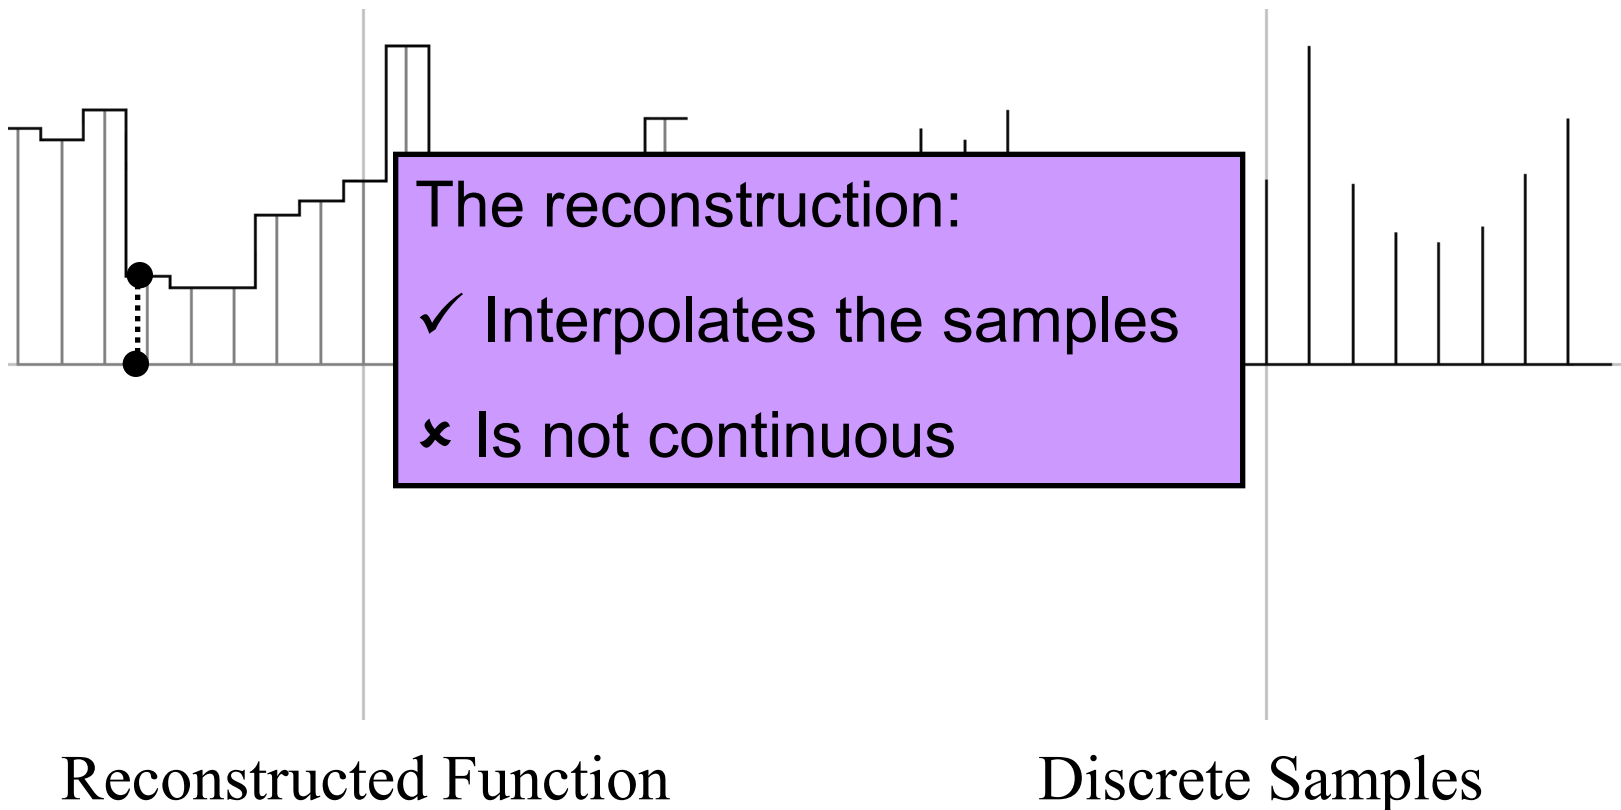 The reconstruction:
✓ Interpolates the samples
✘ Is not continuous
Reconstructed Function
Discrete Samples